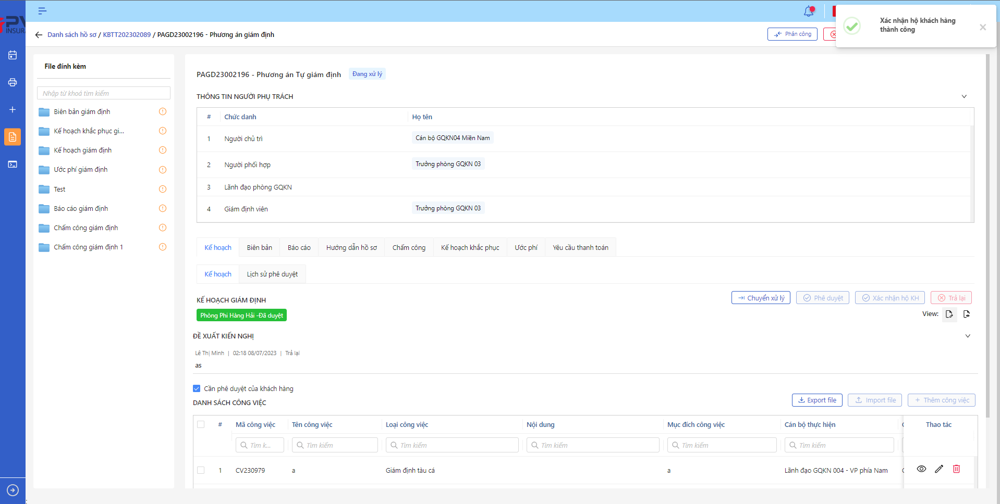 Xác nhận hộ khách hàng
thành công
Danh sách hồ sơ / KBTT202302089 / PAGD23002196 - Phương án giám định
Phân công
File đính kèm
Nhập từ khoá tìm kiếm
Biên bản giám định
Kế hoạch khắc phục gi...
Kế hoạch giám định
Ước phí giám định
Test
Báo cáo giám định
Chấm công giám định
Chấm công giám định 1
PAGD23002196 - Phương án Tự giám định
Đang xử lý
THÔNG TIN NGƯỜI PHỤ TRÁCH
# Chức danh Họ tên
1 Người chủ trì Cán bộ GQKN04 Miền Nam
2 Người phối hợp Trưởng phòng GQKN 03
3 Lãnh đạo phòng GQKN
4 Giám định viên Trưởng phòng GQKN 03
Kế hoạch Biên bản Báo cáo Hướng dẫn hồ sơ Chấm công Kế hoạch khắc phục Ước phí Yêu cầu thanh toán
Kế hoạch Lịch sử phê duyệt
KẾ HOẠCH GIÁM ĐỊNH
Chuyển xử lý Phê duyệt Xác nhận hộ KH Trả lại
Phòng Phi Hàng Hải -Đã duyệt
View:
ĐỀ XUẤT KIẾN NGHỊ
Lê Thị Minh | 02:18 08/07/2023 | Trả lại
as
Cần phê duyệt của khách hàng
DANH SÁCH CÔNG VIỆC
Export file Import file + Thêm công việc
# Mã công việc Tên công việc Loại công việc Nội dung Mục đích công việc Cán bộ thực hiện Thao tác
Tìm k... Tìm kiếm Tìm kiếm Tìm kiếm Tìm kiếm Tìm kiếm
1 CV230979 a Giám định tàu cá a Lãnh đạo GQKN 004 - VP phía Nam